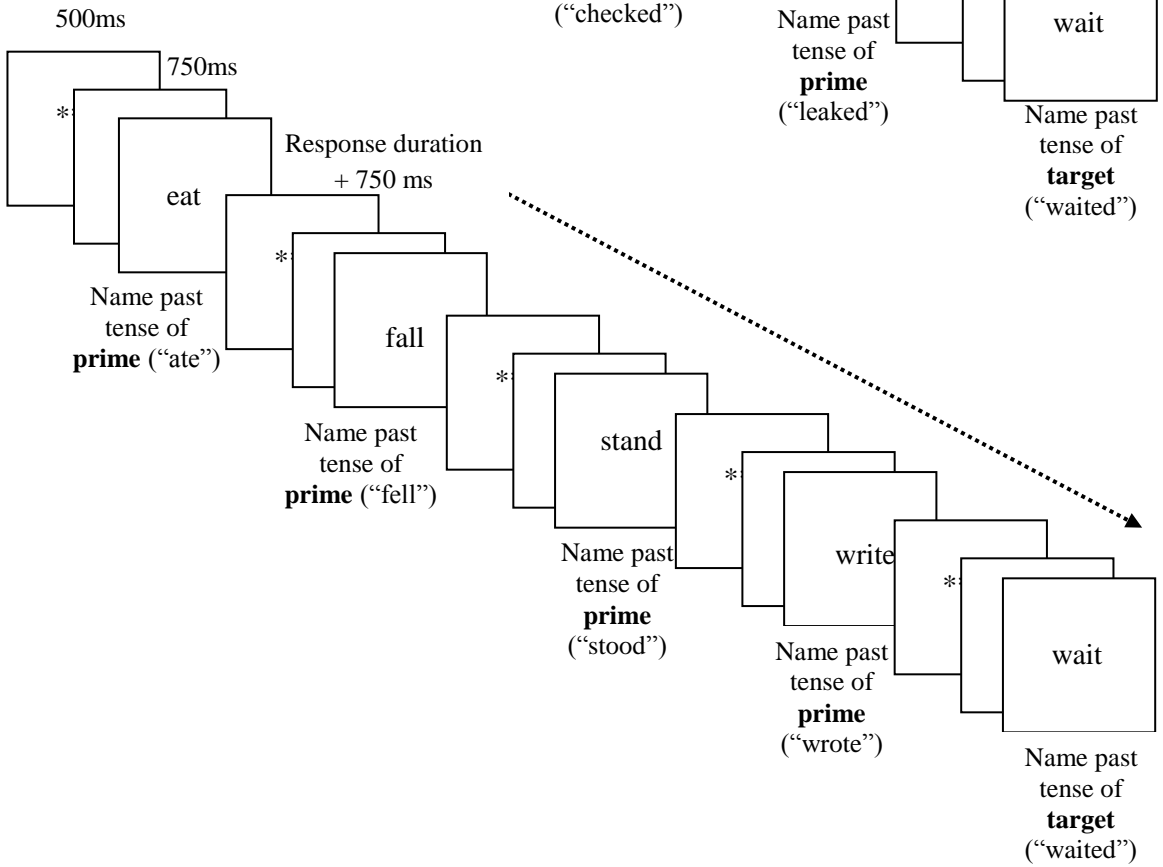 500ms
("checked")
Name past
tense of
prime
("leaked")
wait
Name past
tense of
target
("waited")
750ms
*
eat
Response duration
+ 750 ms
Name past
tense of
prime ("ate")
*
fall
Name past
tense of
prime ("fell")
*
stand
Name past
tense of
prime
("stood")
*
write
Name past
tense of
prime
("wrote")
*
wait
Name past
tense of
target
("waited")